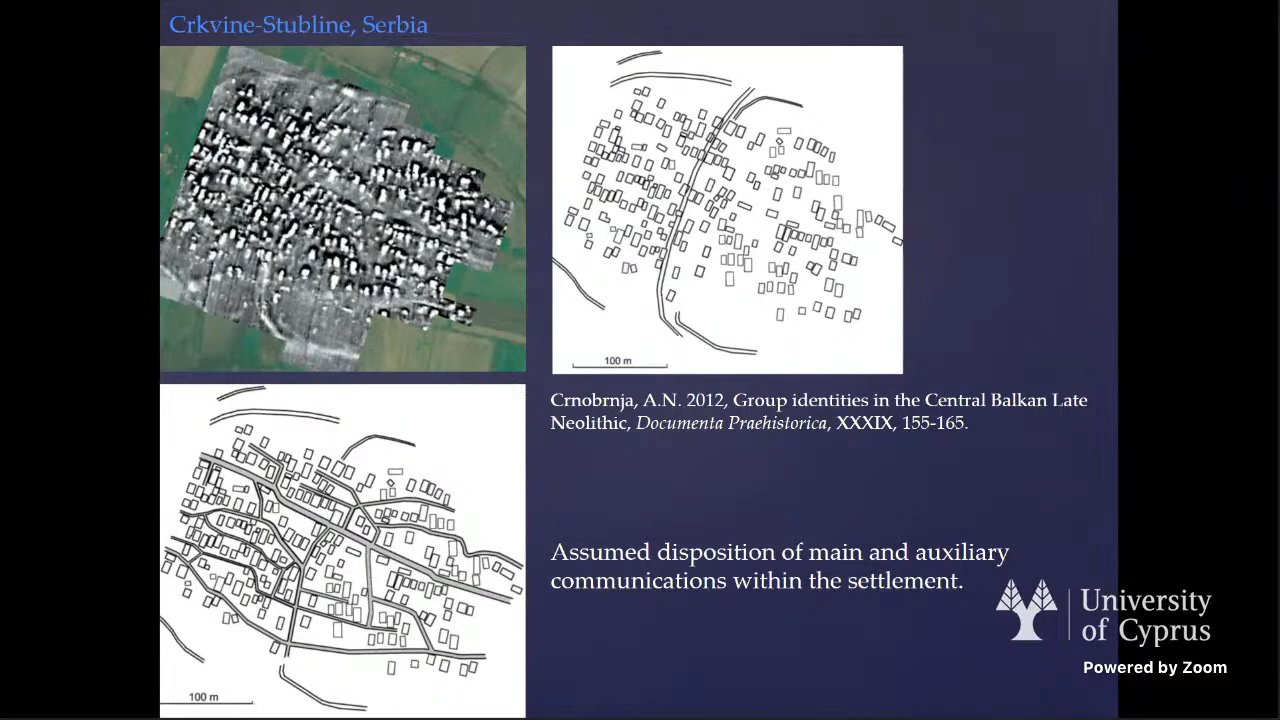 Crkvine-Stubline, Serbia
100 m
Crnobrnja, A.N. 2012, Group identities in the Central Balkan Late
Neolithic, Documenta Praehistorica, XXXIX, 155-165.
Assumed disposition of main and auxiliary
communications within the settlement.
100 m
University
of Cyprus
Powered by Zoom